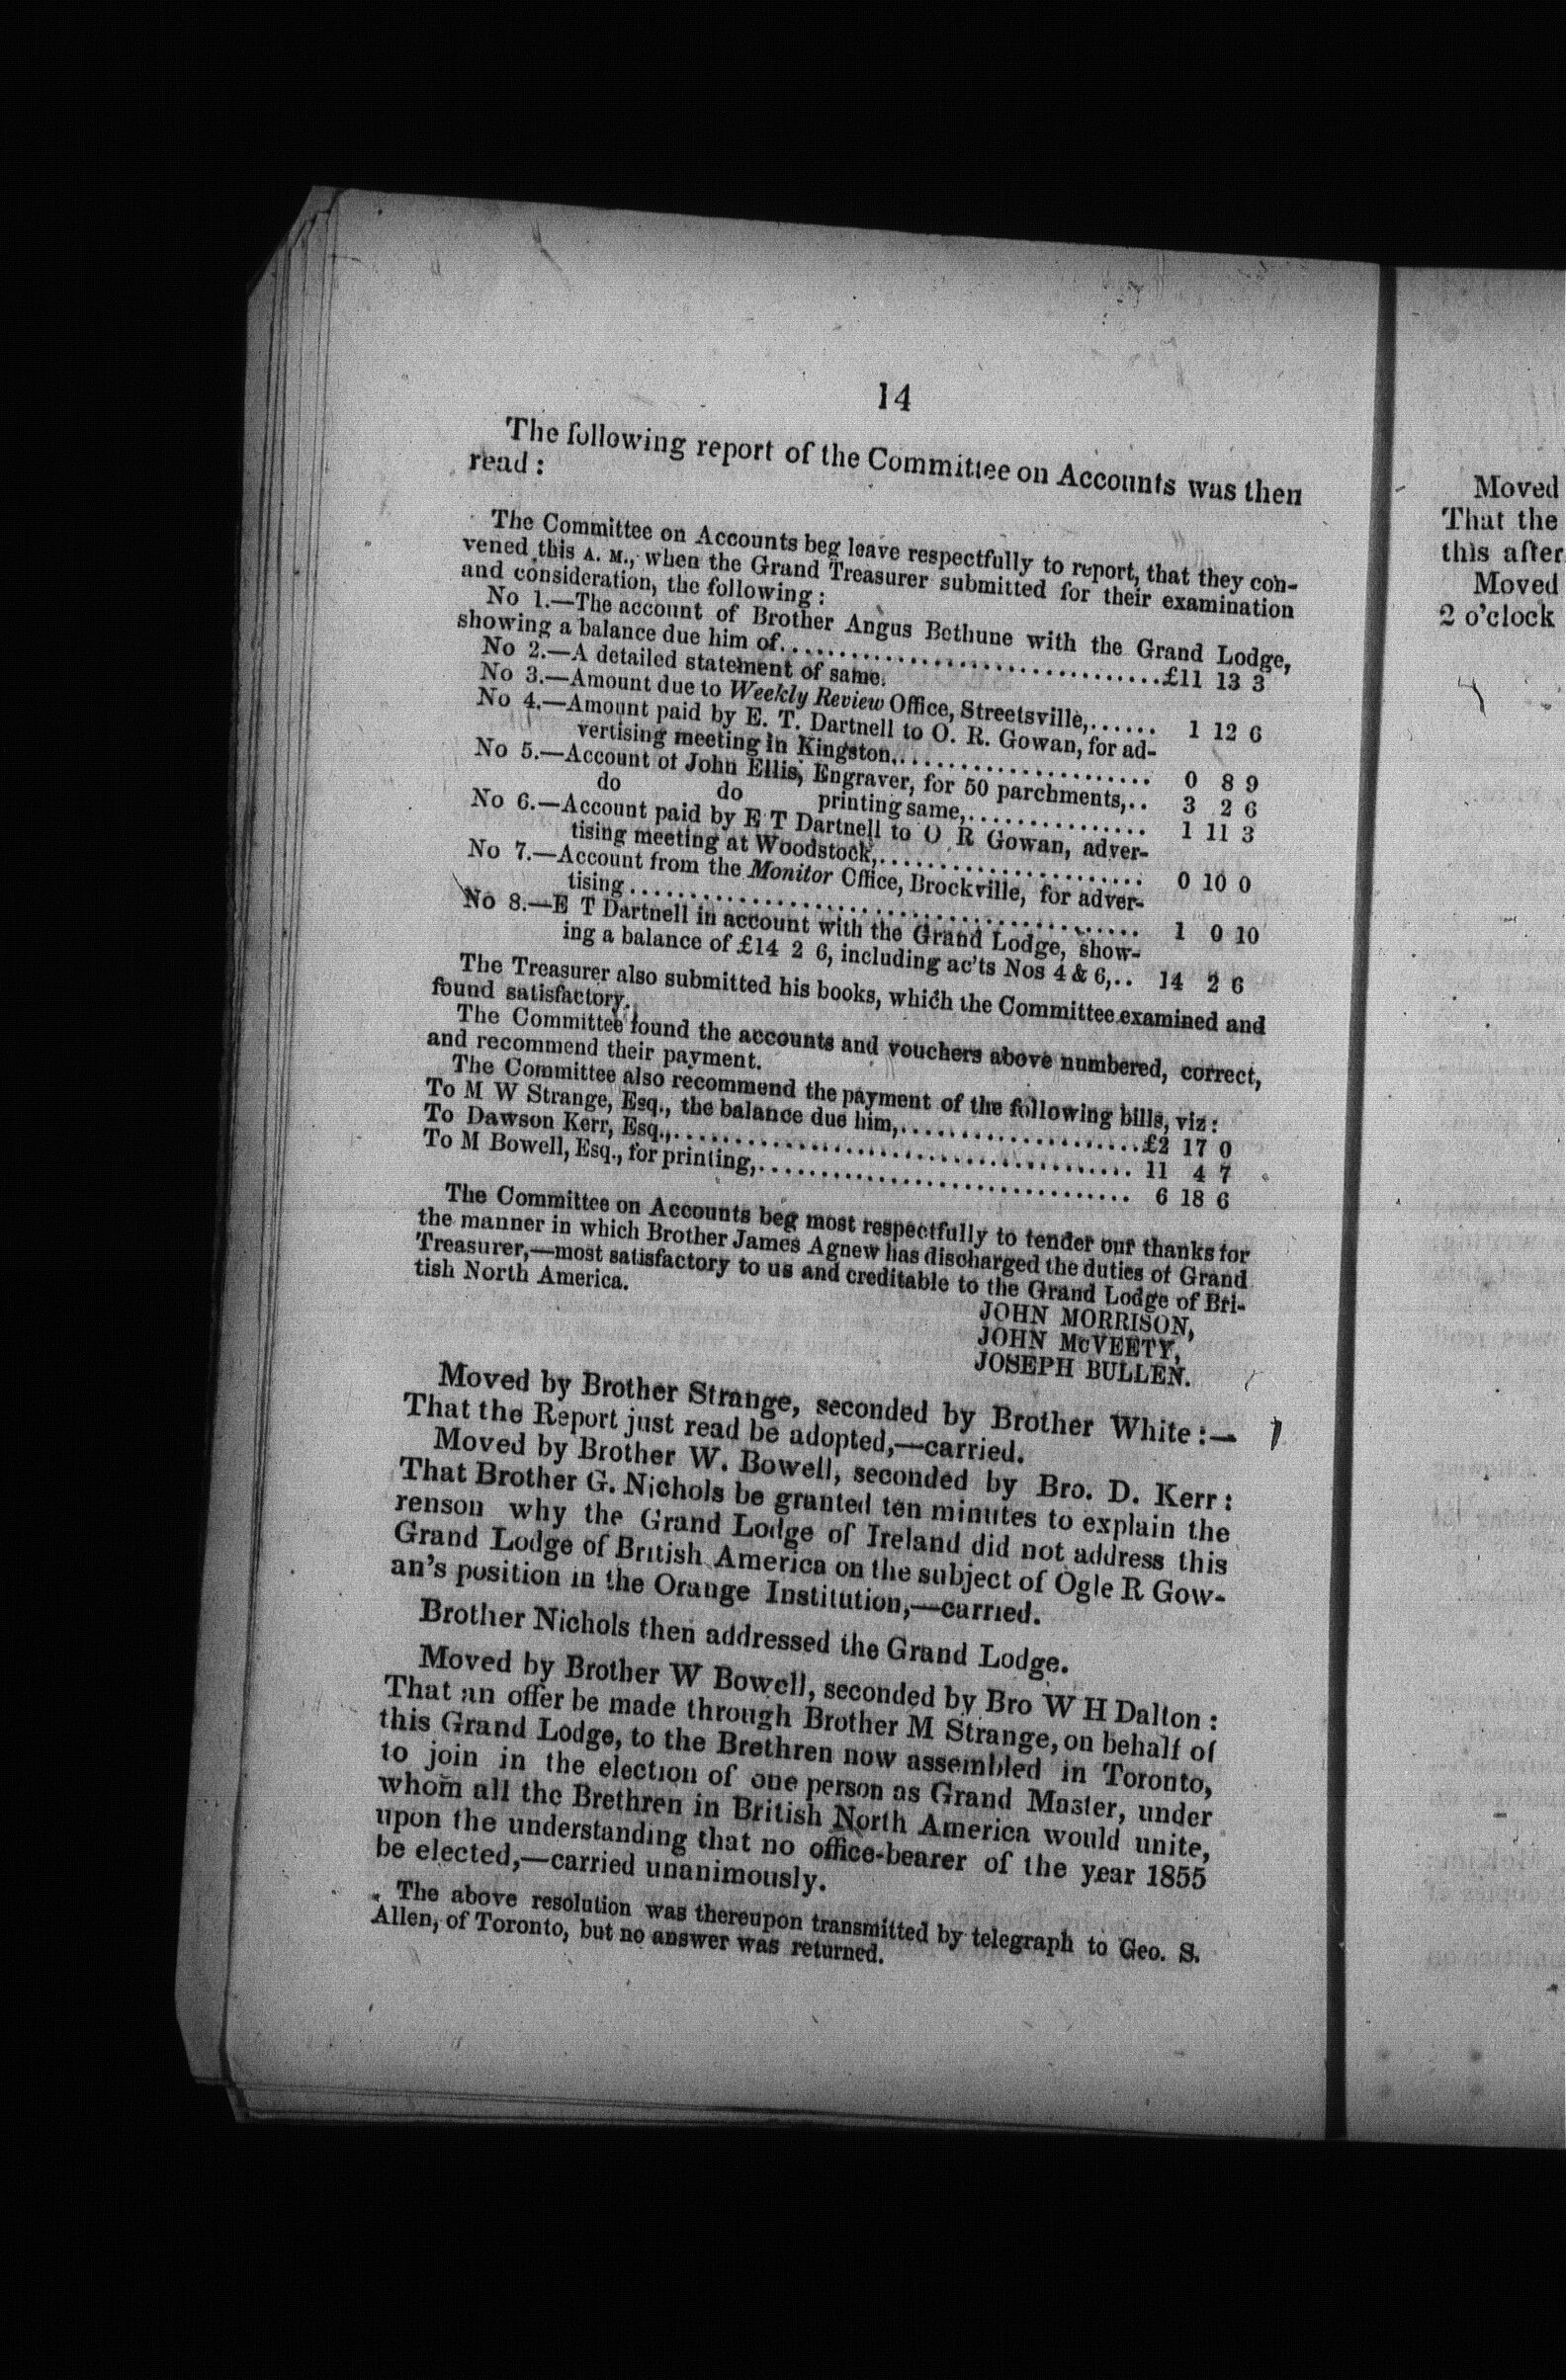 14
The following report of the Committee on Accounts was then
read :
The Committee on Accounts beg leave respectfully to report, that they con-
vened this A. M., when the Grand Treasurer submitted for their examination
and consideration, the following :
No 1.—The account of Brother Angus Bethune with the Grand Lodge,
showing a balance due him of................................£11 13 3
No 2.—A detailed statement of same.
No 3.—Amount due to Weekly Review Office, Streetsville,...... 1 12 6
No 4.—Amount paid by E. T. Dartnell to O. R. Gowan, for ad-
vertising meeting in Kingston,..................... 0 8 9
No 5.—Account of John Ellis, Engraver, for 50 parchments,.. 3 2 6
do do printing same,............... 1 11 3
No 6.—Account paid by E T Dartnell to O R Gowan, adver-
tising meeting at Woodstock,...................... 0 10 0
No 7.—Account from the Monitor Office, Brockville, for adver-
tising.......................................... 1 0 10
No 8.—E T Dartnell in account with the Grand Lodge, show-
ing a balance of £14 2 6, including ac'ts Nos 4 & 6,.. 14 2 6
The Treasurer also submitted his books, which the Committee examined and
found satisfactory.
The Committee found the accounts and vouchers above numbered, correct,
and recommend their payment.
The Committee also recommend the payment of the following bills, viz :
To M W Strange, Esq., the balance due him,....................£2 17 0
To Dawson Kerr, Esq.,...................................... 11 4 7
To M Bowell, Esq., for printing,............................... 6 18 6
The Committee on Accounts beg most respectfully to tender our thanks for
the manner in which Brother James Agnew has discharged the duties of Grand
Treasurer,—most satisfactory to us and creditable to the Grand Lodge of Bri-
tish North America.
JOHN MORRISON,
JOHN McVEETY,
JOSEPH BULLEN.
Moved by Brother Strange, seconded by Brother White :—
That the Report just read be adopted,—carried.
Moved by Brother W. Bowell, seconded by Bro. D. Kerr :
That Brother G. Nichols be granted ten minutes to explain the
renson why the Grand Lodge of Ireland did not address this
Grand Lodge of British America on the subject of Ogle R Gow-
an's position in the Orange Institution,—carried.
Brother Nichols then addressed the Grand Lodge.
Moved by Brother W Bowell, seconded by Bro W H Dalton :
That an offer be made through Brother M Strange, on behalf of
this Grand Lodge, to the Brethren now assembled in Toronto,
to join in the election of one person as Grand Master, under
whom all the Brethren in British North America would unite,
upon the understanding that no office-bearer of the year 1855
be elected,—carried unanimously.
The above resolution was thereupon transmitted by telegraph to Geo. S.
Allen, of Toronto, but no answer was returned.
Moved
That the
this after
Moved
2 o'clock